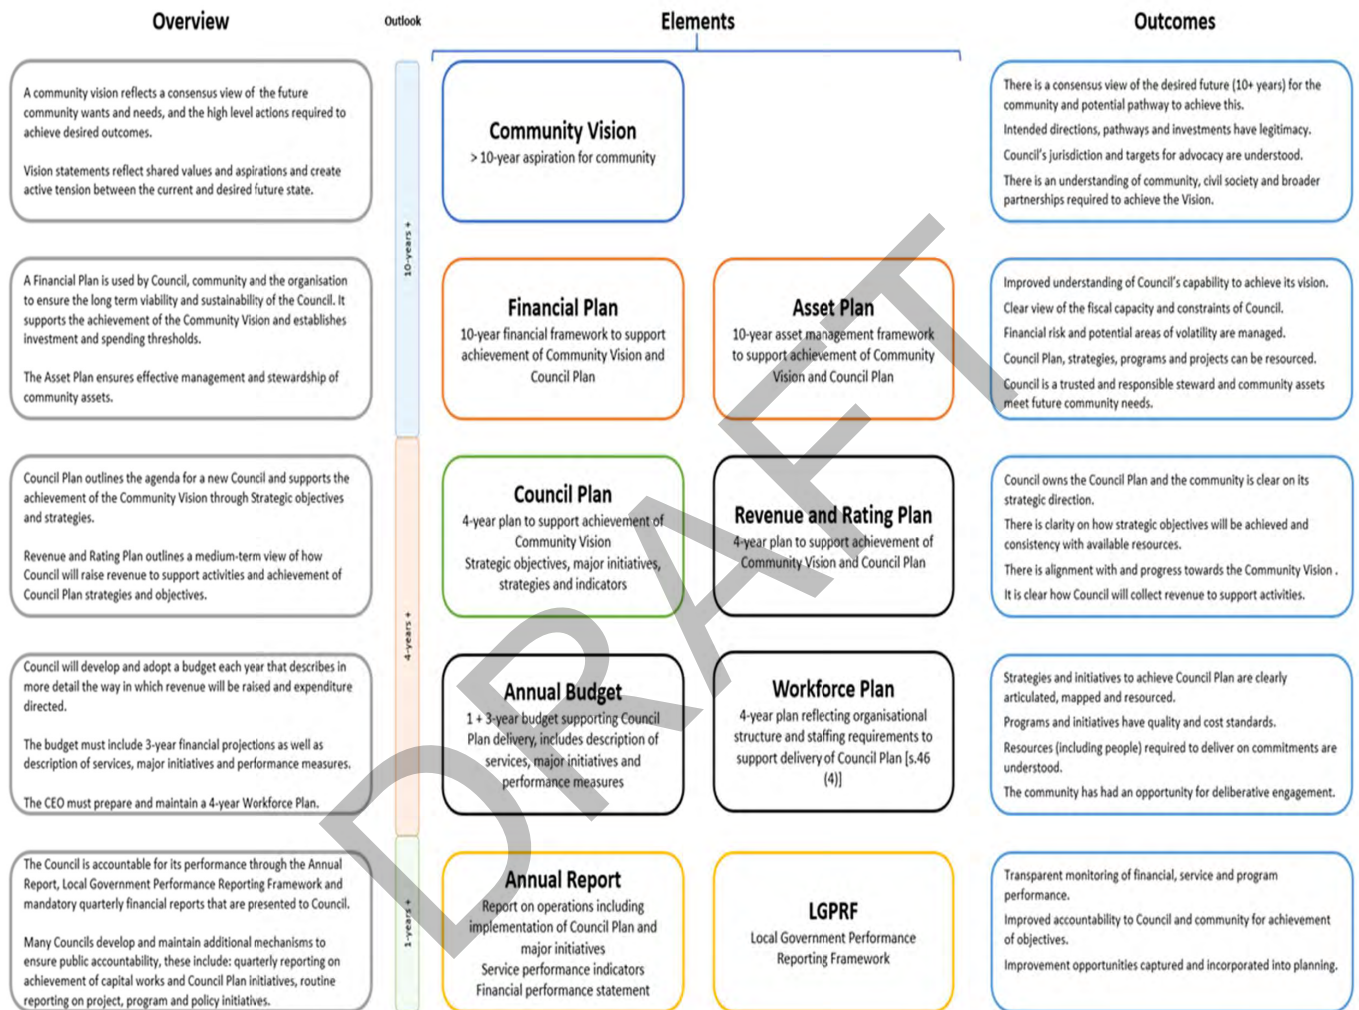 Overview
Outlook
Elements
Outcomes
A community vision reflects a consensus view of the future
community wants and needs, and the high level actions required to
achieve desired outcomes.
Vision statements reflect shared values and aspirations and create
active tension between the current and desired future state.
10-years +
Community Vision
> 10-year aspiration for community
There is a consensus view of the desired future (10+ years) for the
community and potential pathway to achieve this.
Intended directions, pathways and investments have legitimacy.
Council's jurisdiction and targets for advocacy are understood.
There is an understanding of community, civil society and broader
partnerships required to achieve the Vision.
A Financial Plan is used by Council, community and the organisation
to ensure the long term viability and sustainability of the Council. It
supports the achievement of the Community Vision and establishes
investment and spending thresholds.
The Asset Plan ensures effective management and stewardship of
community assets.
Financial Plan
10-year financial framework to support
achievement of Community Vision and
Council Plan
Asset Plan
10-year asset management framework
to support achievement of Community
Vision and Council Plan
Improved understanding of Council's capability to achieve its vision.
Clear view of the fiscal capacity and constraints of Council.
Financial risk and potential areas of volatility are managed.
Council Plan, strategies, programs and projects can be resourced.
Council is a trusted and responsible steward and community assets
meet future community needs.
Council Plan outlines the agenda for a new Council and supports the
achievement of the Community Vision through Strategic objectives
and strategies.
Revenue and Rating Plan outlines a medium-term view of how
Council will raise revenue to support activities and achievement of
Council Plan strategies and objectives.
4-years +
Council Plan
4-year plan to support achievement of
Community Vision
Strategic objectives, major initiatives,
strategies and indicators
Revenue and Rating Plan
4-year plan to support achievement of
Community Vision and Council Plan
Council owns the Council Plan and the community is clear on its
strategic direction.
There is clarity on how strategic objectives will be achieved and
consistency with available resources.
There is alignment with and progress towards the Community Vision .
It is clear how Council will collect revenue to support activities.
Council will develop and adopt a budget each year that describes in
more detail the way in which revenue will be raised and expenditure
directed.
The budget must include 3-year financial projections as well as
description of services, major initiatives and performance measures.
The CEO must prepare and maintain a 4-year Workforce Plan.
Annual Budget
1 + 3-year budget supporting Council
Plan delivery, includes description of
services, major initiatives and
performance measures
Workforce Plan
4-year plan reflecting organisational
structure and staffing requirements to
support delivery of Council Plan [s.46
(4)]
Strategies and initiatives to achieve Council Plan are clearly
articulated, mapped and resourced.
Programs and initiatives have quality and cost standards.
Resources (including people) required to deliver on commitments are
understood.
The community has had an opportunity for deliberative engagement.
The Council is accountable for its performance through the Annual
Report, Local Government Performance Reporting Framework and
mandatory quarterly financial reports that are presented to Council.
Many Councils develop and maintain additional mechanisms to
ensure public accountability, these include: quarterly reporting on
achievement of capital works and Council Plan initiatives, routine
reporting on project, program and policy initiatives.
1-years +
Annual Report
Report on operations including
implementation of Council Plan and
major initiatives
Service performance indicators
Financial performance statement
LGPRF
Local Government Performance
Reporting Framework
Transparent monitoring of financial, service and program
performance.
Improved accountability to Council and community for achievement
of objectives.
Improvement opportunities captured and incorporated into planning.
DRAFT